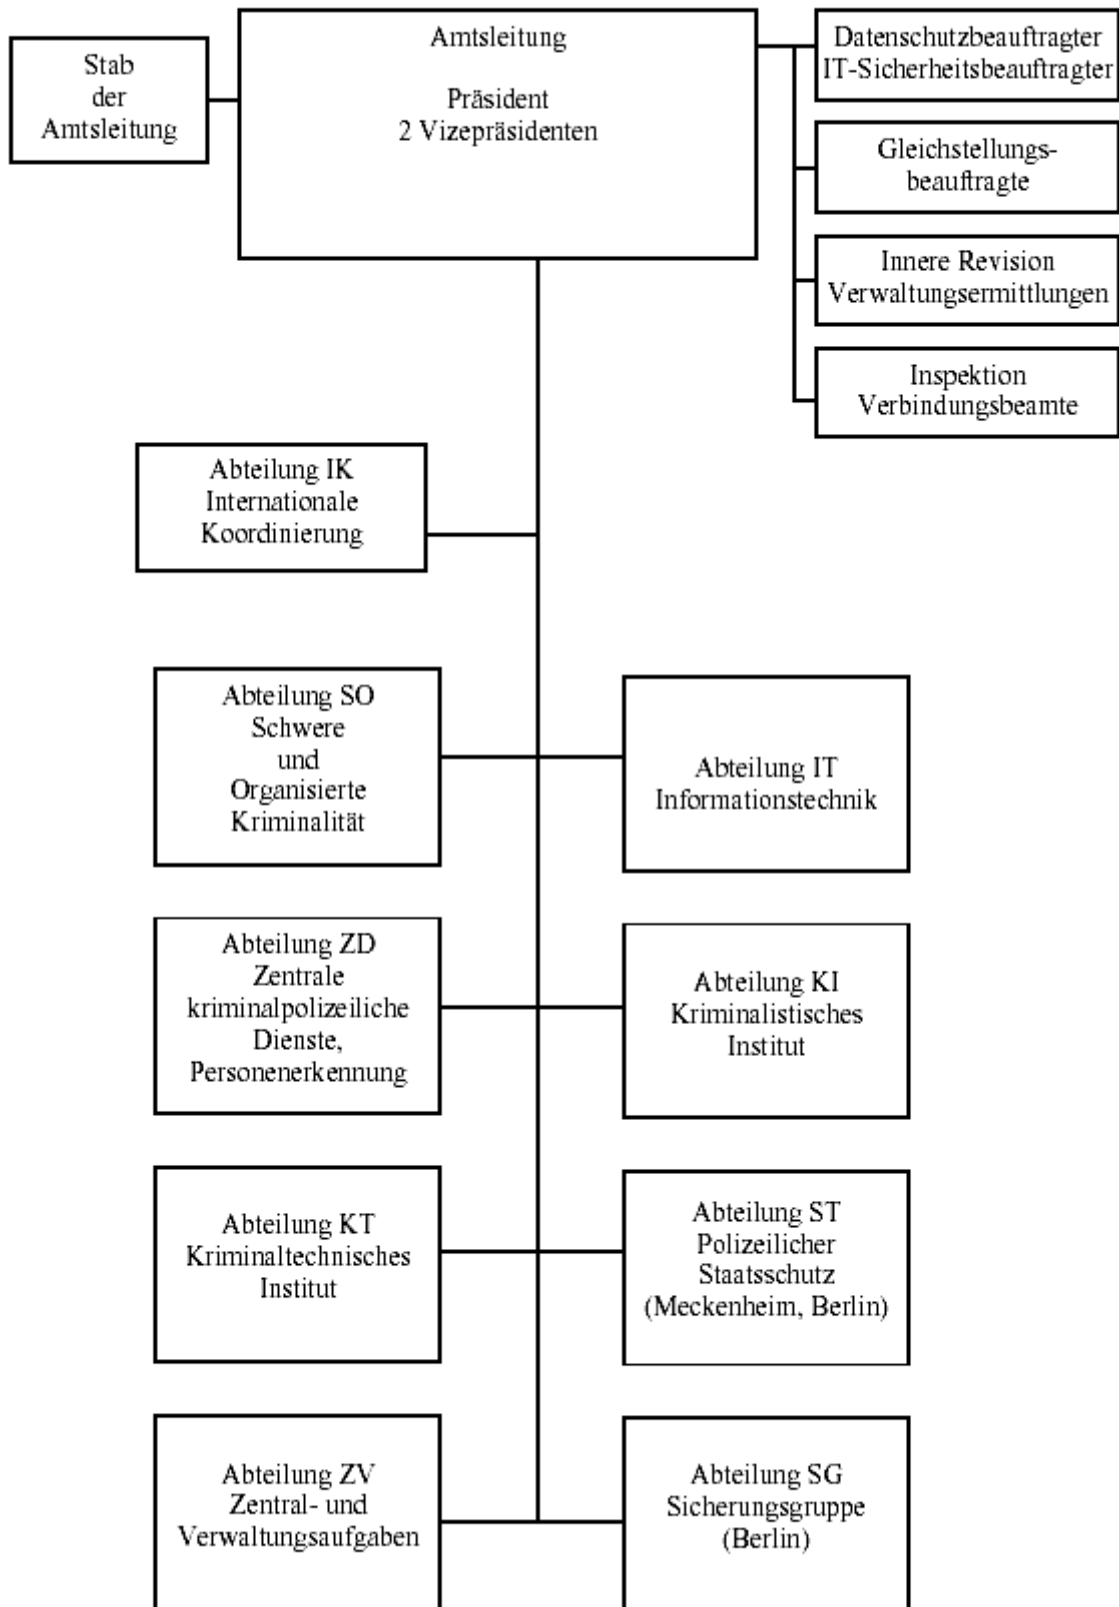 Stab
der
Amtsleitung
Amtsleitung
Präsident
2 Vizepräsidenten
Datenschutzbeauftragter
IT-Sicherheitsbeauftragter
Gleichstellungs-
beauftragte
Innere Revision
Verwaltungsermittlungen
Inspektion
Verbindungsbeamte
Abteilung IK
Internationale
Koordinierung
Abteilung SO
Schwere
und
Organisierte
Kriminalität
Abteilung IT
Informationstechnik
Abteilung ZD
Zentrale
kriminalpolizeiliche
Dienste,
Personenerkennung
Abteilung KI
Kriminalistisches
Institut
Abteilung KT
Kriminaltechnisches
Institut
Abteilung ST
Polizeilicher
Staatsschutz
(Meckenheim, Berlin)
Abteilung ZV
Zentral- und
Verwaltungsaufgaben
Abteilung SG
Sicherungsgruppe
(Berlin)